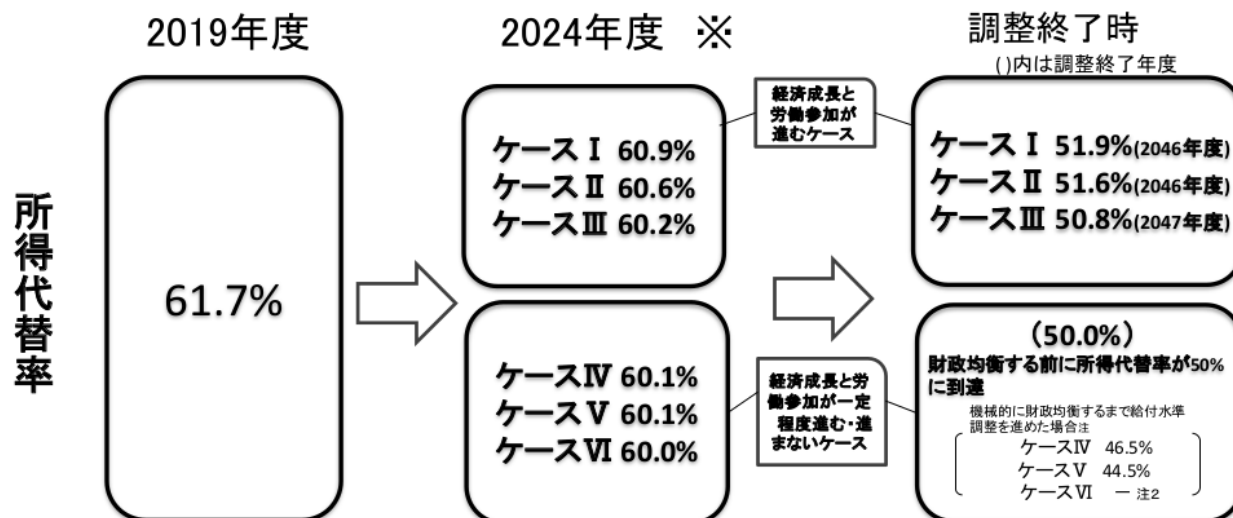 2019年度
2024年度 ※
調整終了時
()内は調整終了年度
所得代替率
61.7%
ケースⅠ 60.9%
ケースⅡ 60.6%
ケースⅢ 60.2%
経済成長と
労働参加が
進むケース
ケースⅠ 51.9%(2046年度)
ケースⅡ 51.6%(2046年度)
ケースⅢ 50.8%(2047年度)
ケースⅣ 60.1%
ケースⅤ 60.1%
ケースⅥ 60.0%
経済成長と労
働参加が一定
程度進む・進
まないケース
(50.0%)
財政均衡する前に所得代替率が50%
に到達
機械的に財政均衡するまで給付水準
調整を進めた場合注
ケースⅣ 46.5%
ケースⅤ 44.5%
ケースⅥ ー 注2